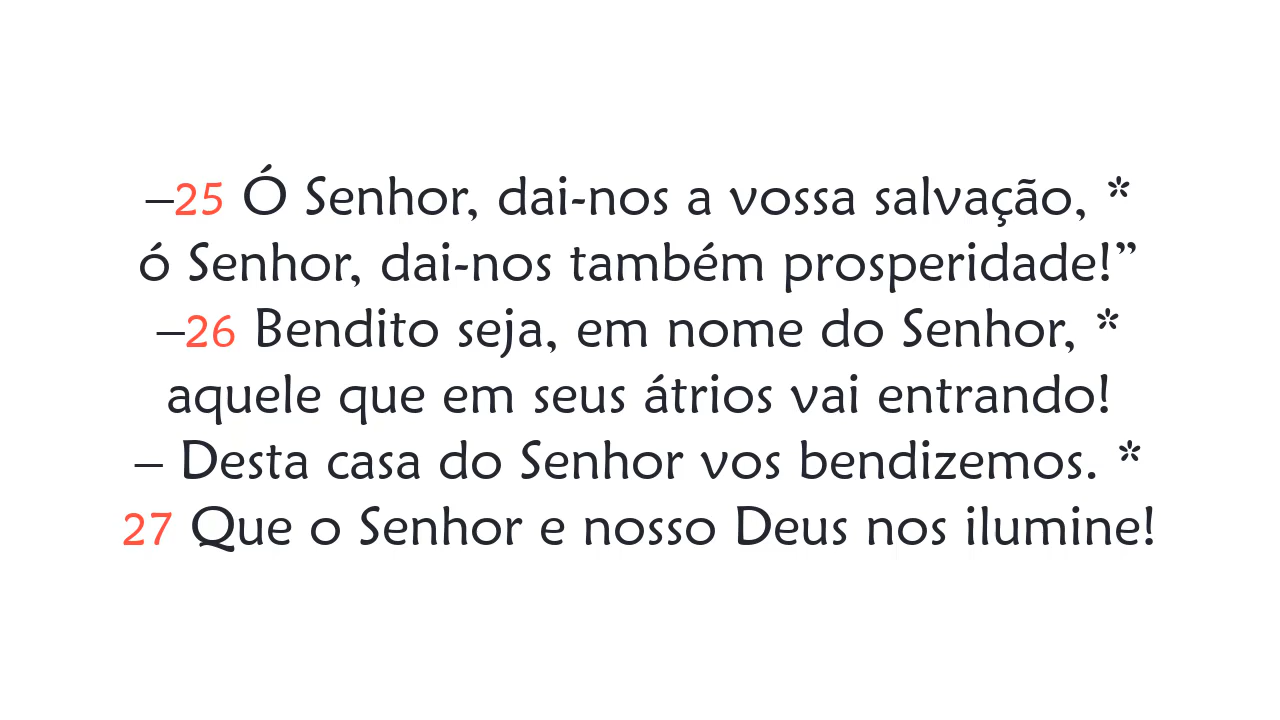 –25 Ó Senhor, dai-nos a vossa salvação, *
ó Senhor, dai-nos também prosperidade!”
–26 Bendito seja, em nome do Senhor, *
aquele que em seus átrios vai entrando!
– Desta casa do Senhor vos bendizemos. *
27 Que o Senhor e nosso Deus nos ilumine!